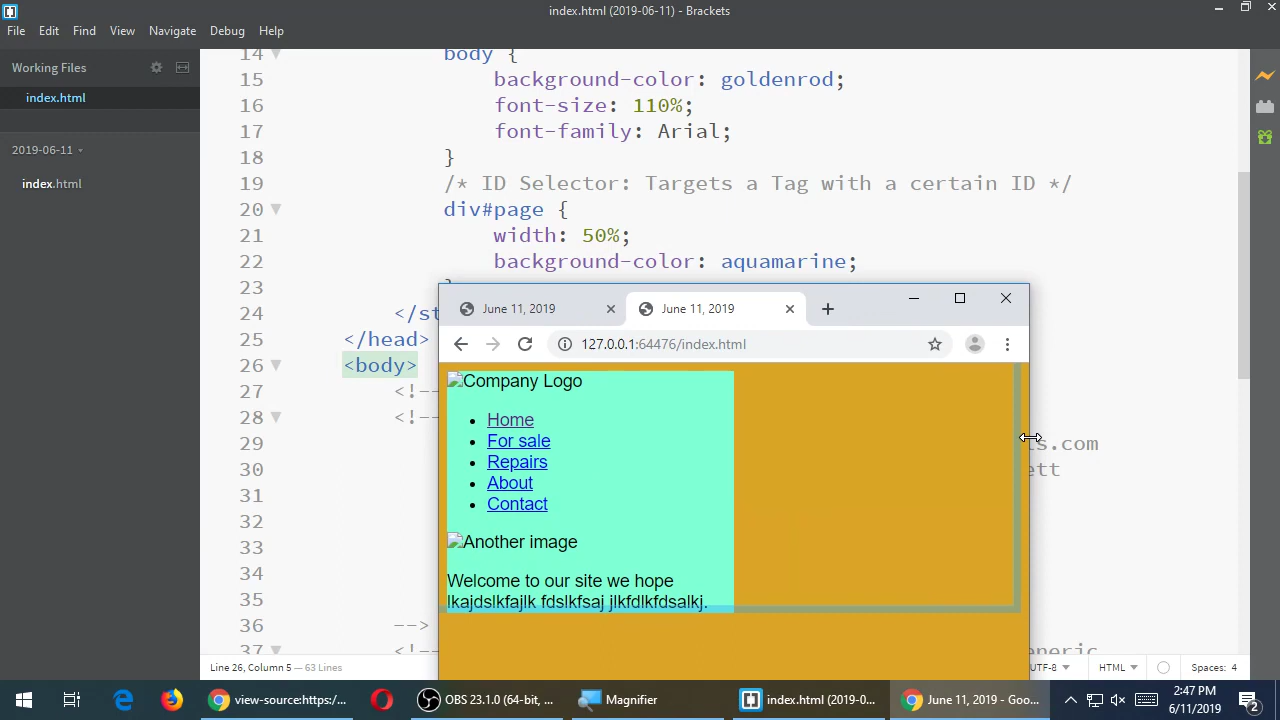 index.html (2019-06-11) - Brackets
File Edit Find View Navigate Debug Help
Working Files
index.html
2019-06-11
index.html
14 body {
15 background-color: goldenrod;
16 font-size: 110%;
17 font-family: Arial;
18 }
19 /* ID Selector: Targets a Tag with a certain ID */
20 div#page {
21 width: 50%;
22 background-color: aquamarine;
23
24 </st
25 </head>
26 <body>
27 <!--
28 <!--
29 ts.com
30 ett
31
32
33
34
35
36 -->
37 <!-- eneric
June 11, 2019
June 11, 2019
127.0.0.1:64476/index.html
Company Logo
• Home
• For sale
• Repairs
• About
• Contact
Another image
Welcome to our site we hope
lkajdslkfajlk fdslkfsaj jlkfdlkfdsalkj.
Line 26, Column 5 — 63 Lines
UTF-8 HTML Spaces: 4
view-source:https:/...
OBS 23.1.0 (64-bit, ...
Magnifier
index.html (2019-0...
June 11, 2019 - Goo...
2:47 PM
6/11/2019
2